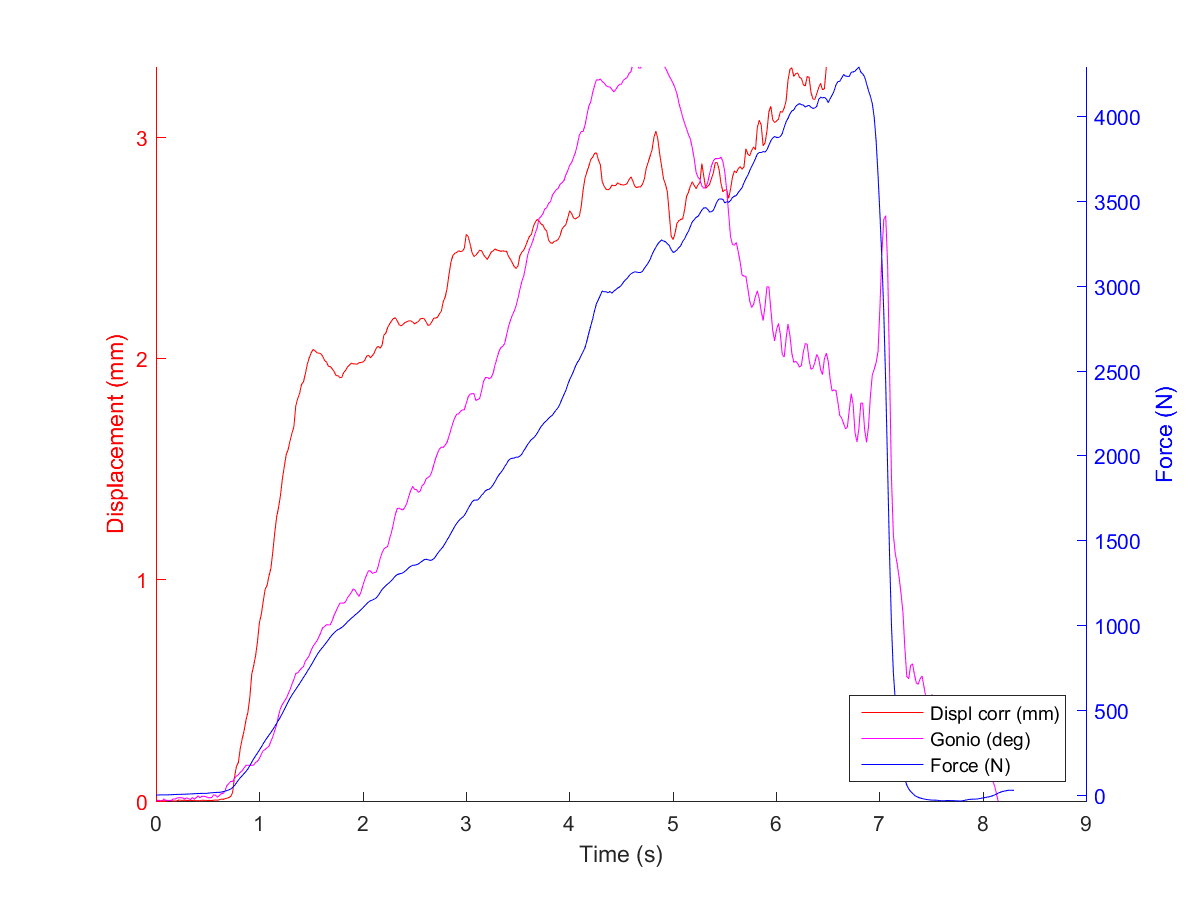 3
2
1
0
Displacement (mm)
4000
3500
3000
2500
2000
1500
1000
500
0
Force (N)
Displ corr (mm)
Gonio (deg)
Force (N)
0 1 2 3 4 5 6 7 8 9
Time (s)